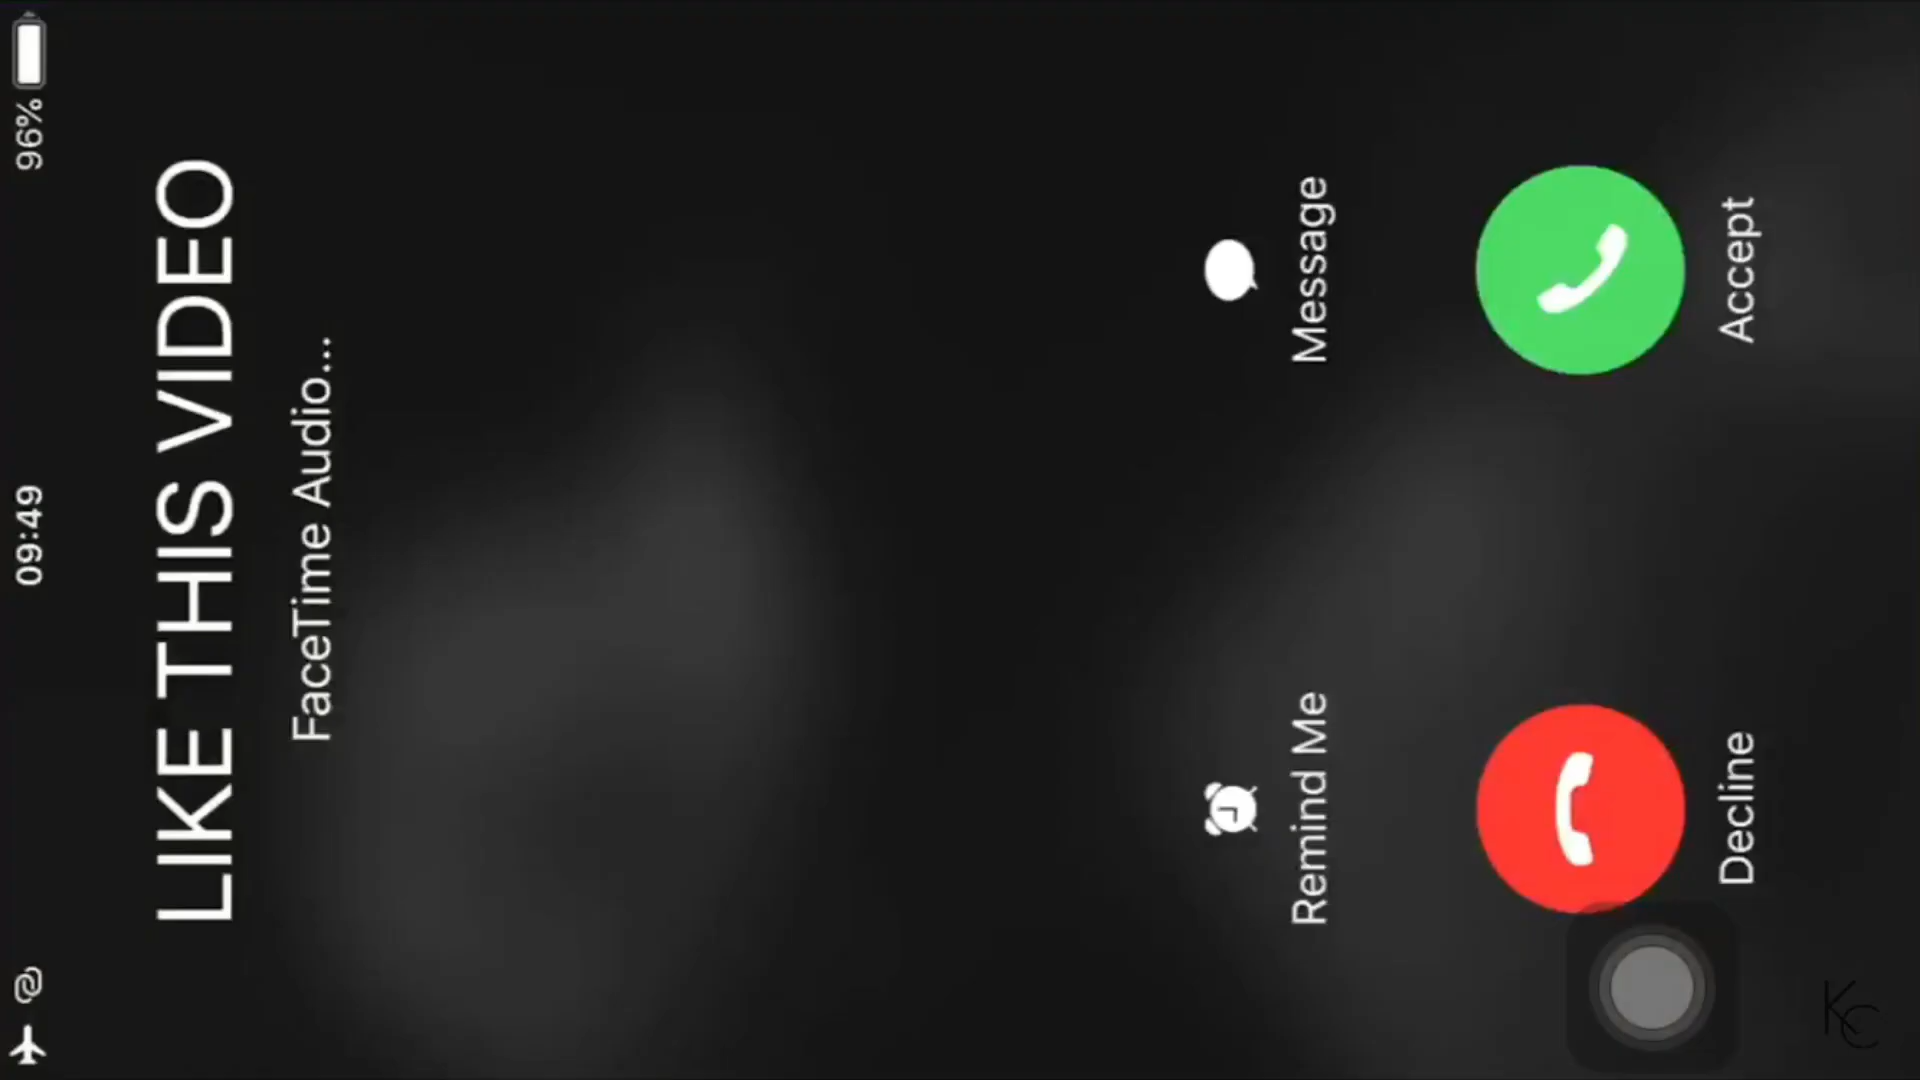 09:49
96%
LIKE THIS VIDEO
FaceTime Audio...
Remind Me
Message
Decline
Accept
KC